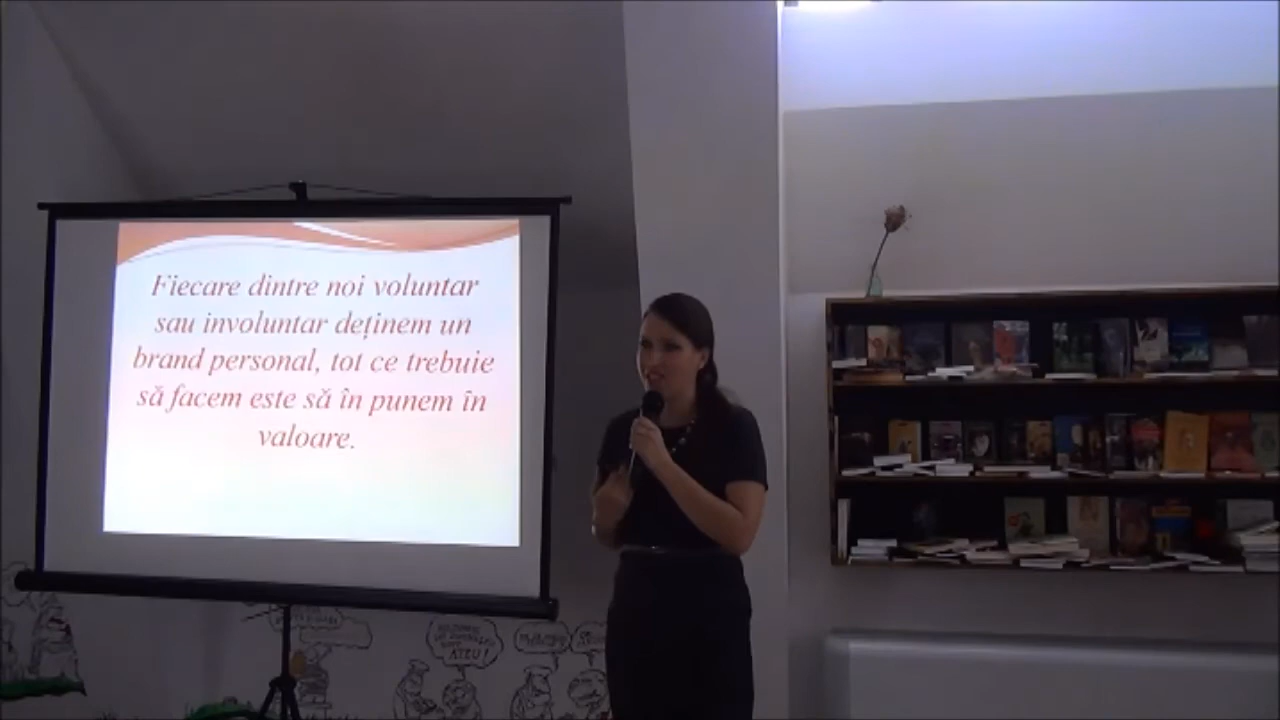 Fiecare dintre noi voluntar
sau involuntar deținem un
brand personal, tot ce trebuie
să facem este să în punem în
valoare.
ATEU!